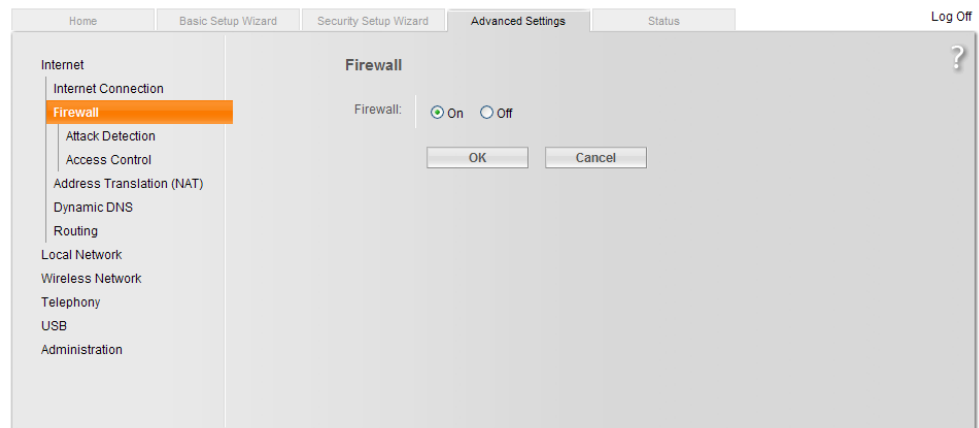 Home Basic Setup Wizard Security Setup Wizard Advanced Settings Status Log Off
?
Internet
Internet Connection
Firewall
Attack Detection
Access Control
Address Translation (NAT)
Dynamic DNS
Routing
Local Network
Wireless Network
Telephony
USB
Administration
Firewall
Firewall: On Off
OK Cancel